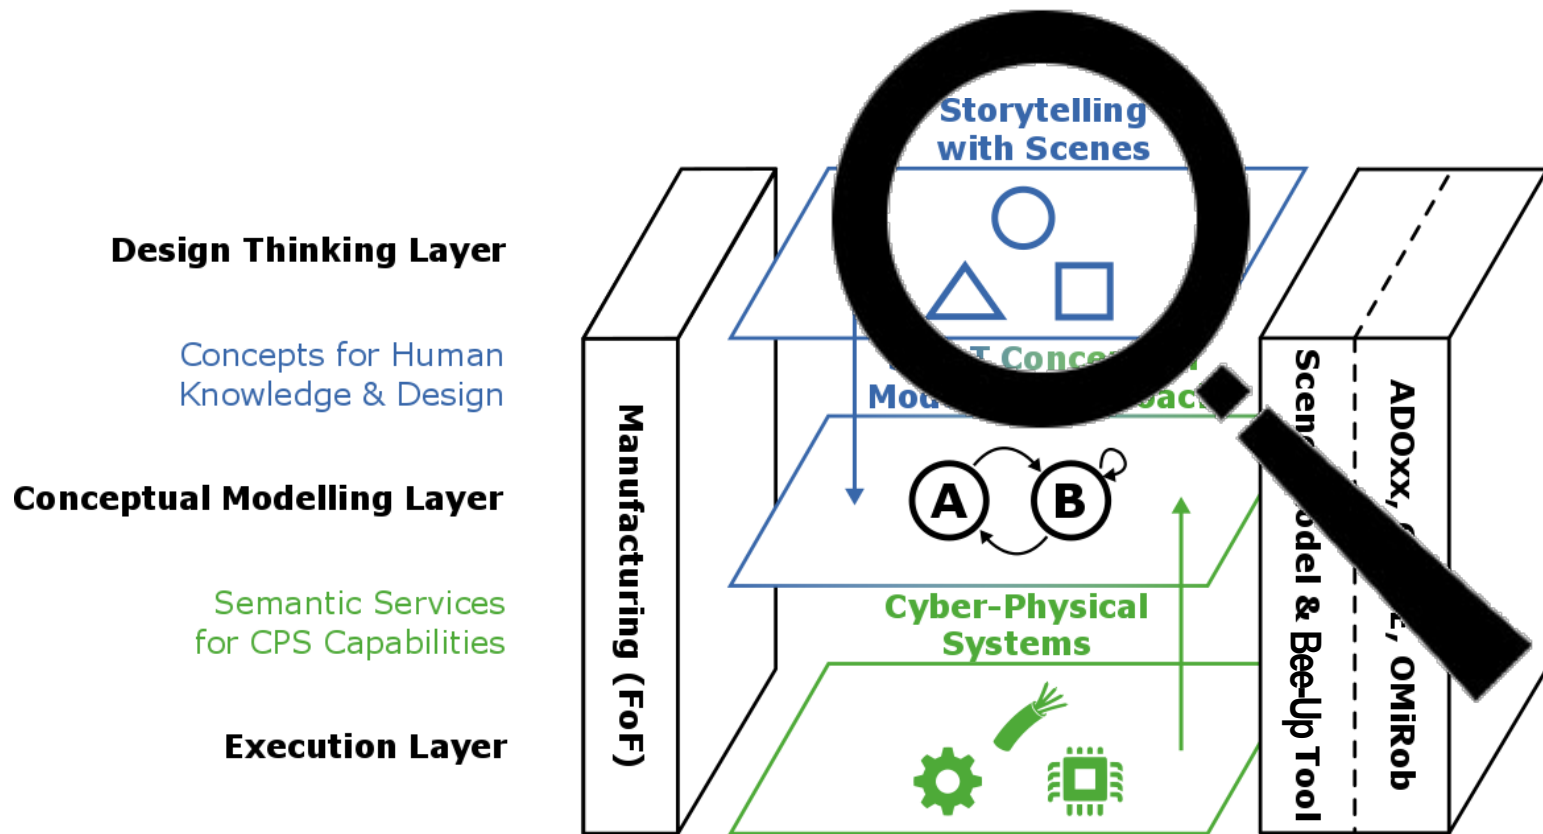 Storytelling
with Scenes
Design Thinking Layer
Concepts for Human
Knowledge & Design
Conceptual Modelling Layer
A
B
Semantic Services
for CPS Capabilities
Cyber-Physical
Systems
Execution Layer
Manufacturing (FoF)
& Bee-Up Tool
ADOxx,
OMiRob